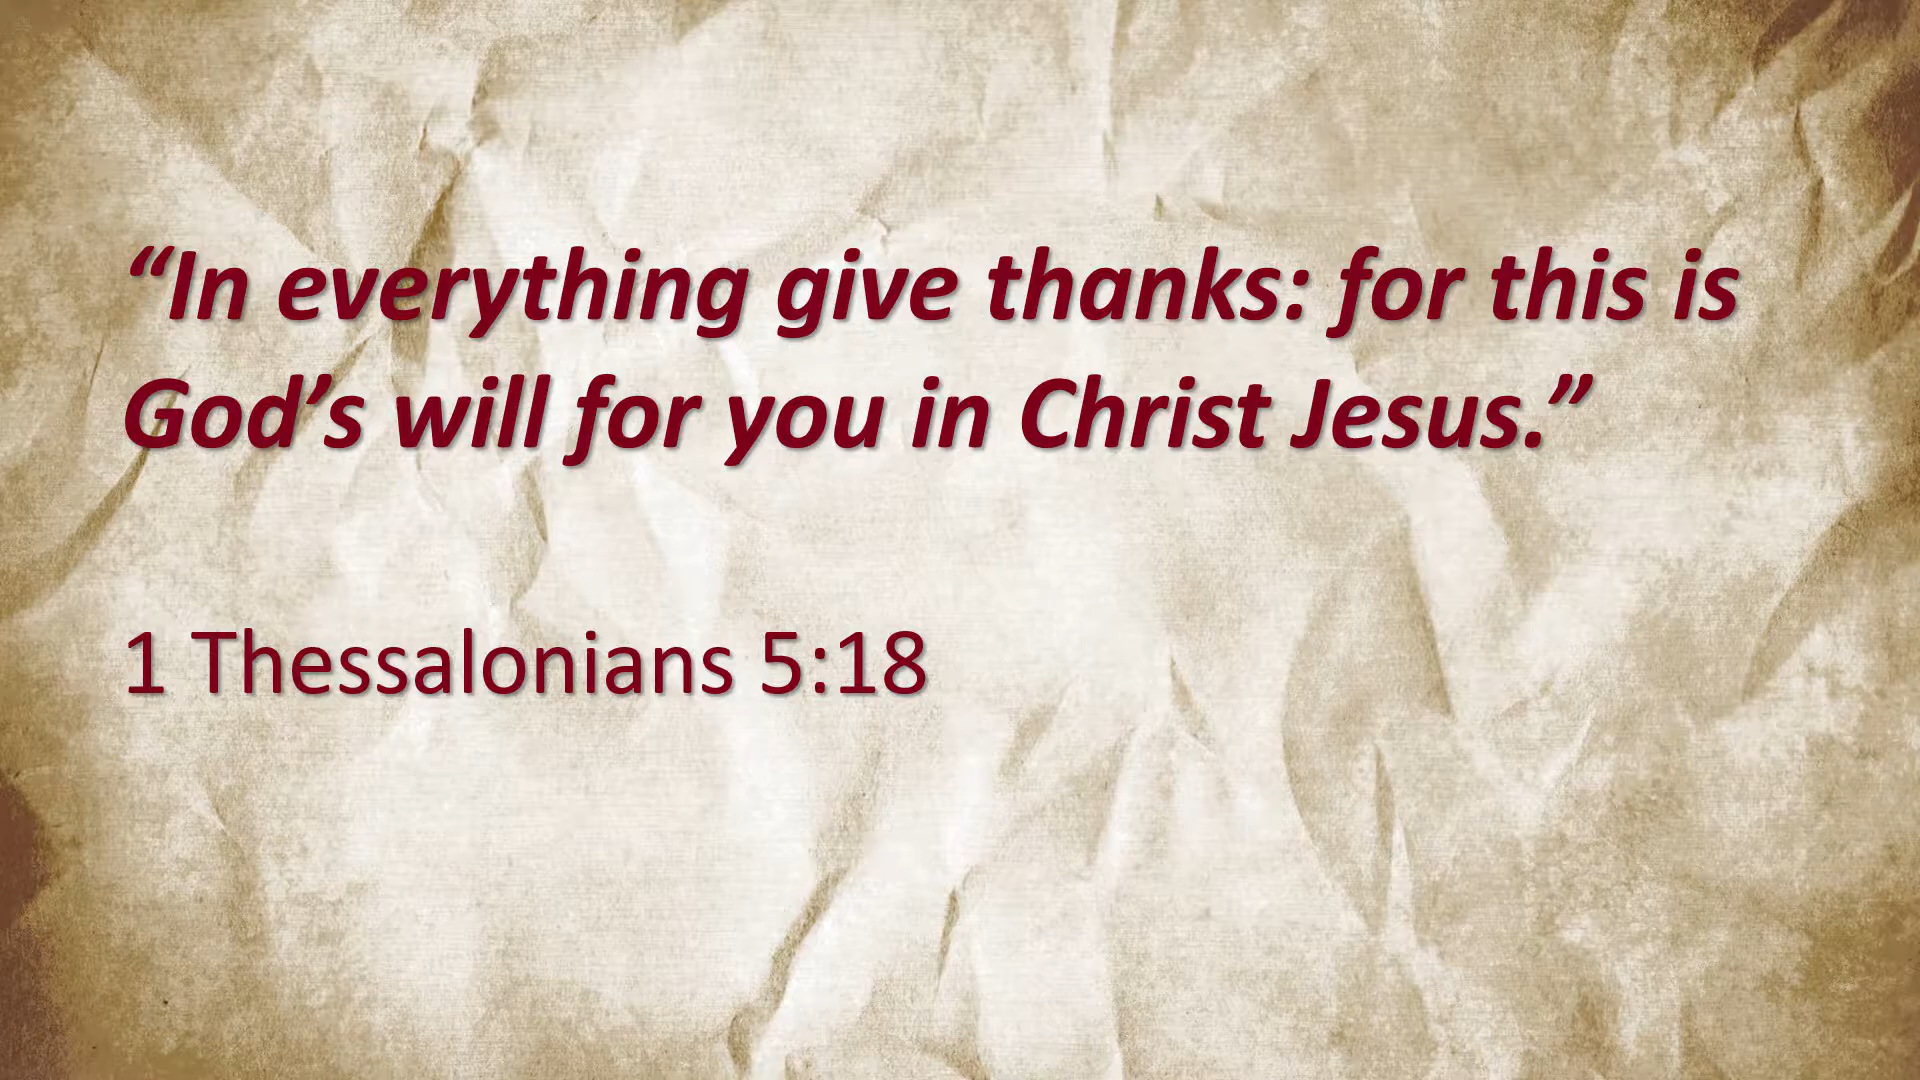 “In everything give thanks: for this is
God’s will for you in Christ Jesus.”
1 Thessalonians 5:18